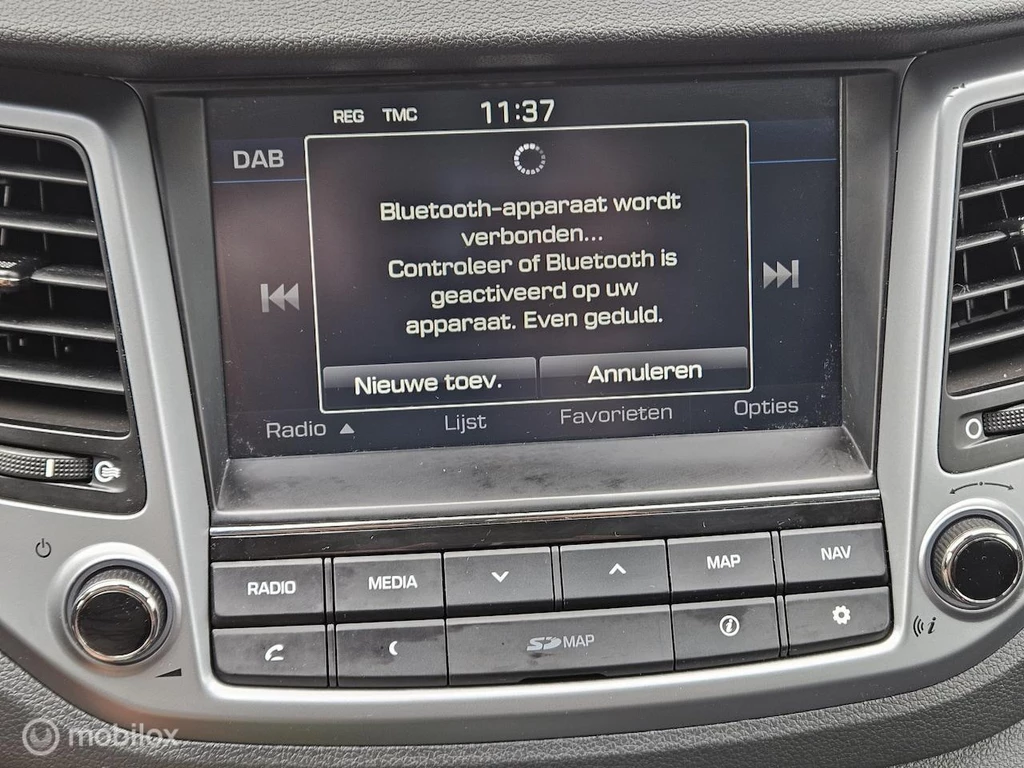 REG TMC 11:37
DAB
Bluetooth-apparaat wordt
verbonden...
Controleer of Bluetooth is
geactiveerd op uw
apparaat. Even geduld.
Nieuwe toev. Annuleren
Radio ▲ Lijst Favorieten Opties
RADIO MEDIA MAP NAV
SD MAP i
i
mobilox